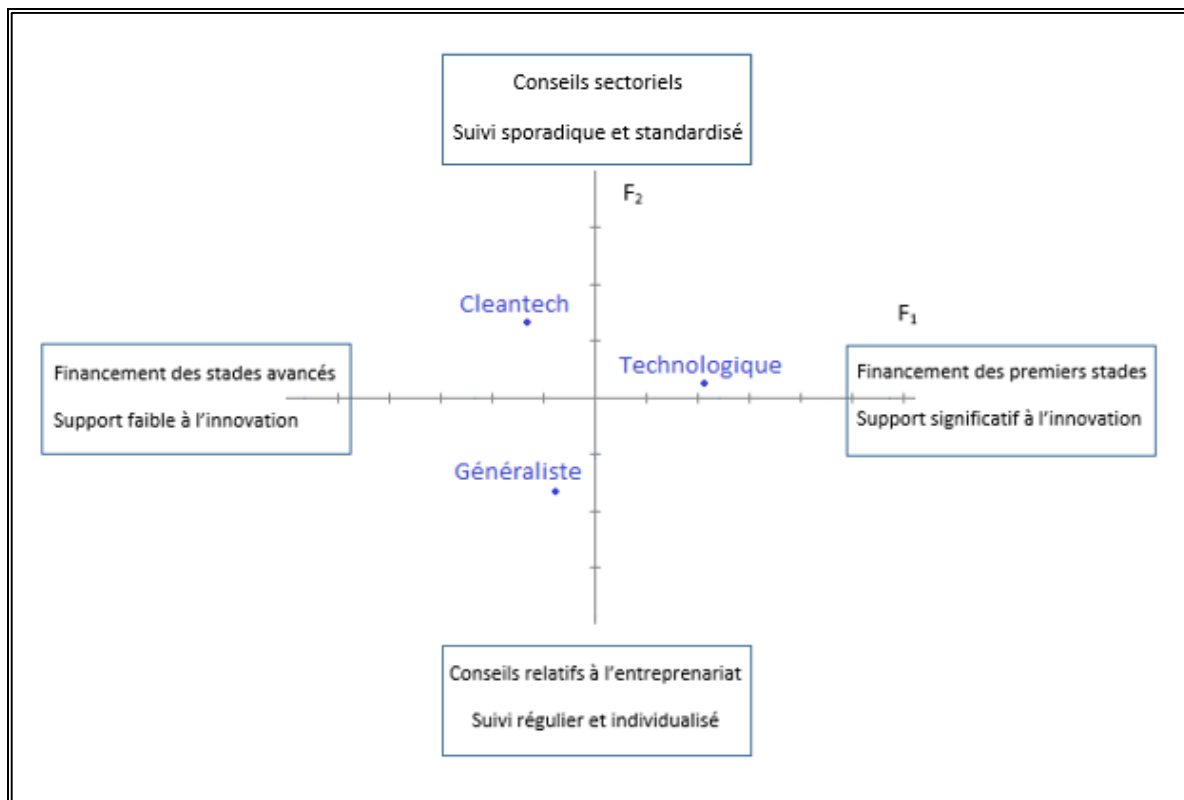 Conseils sectoriels
Suivi sporadique et standardisé
F₂
Cleantech
F₁
Technologique
Financement des stades avancés
Support faible à l'innovation
Financement des premiers stades
Support significatif à l'innovation
Généraliste
Conseils relatifs à l'entreprenariat
Suivi régulier et individualisé